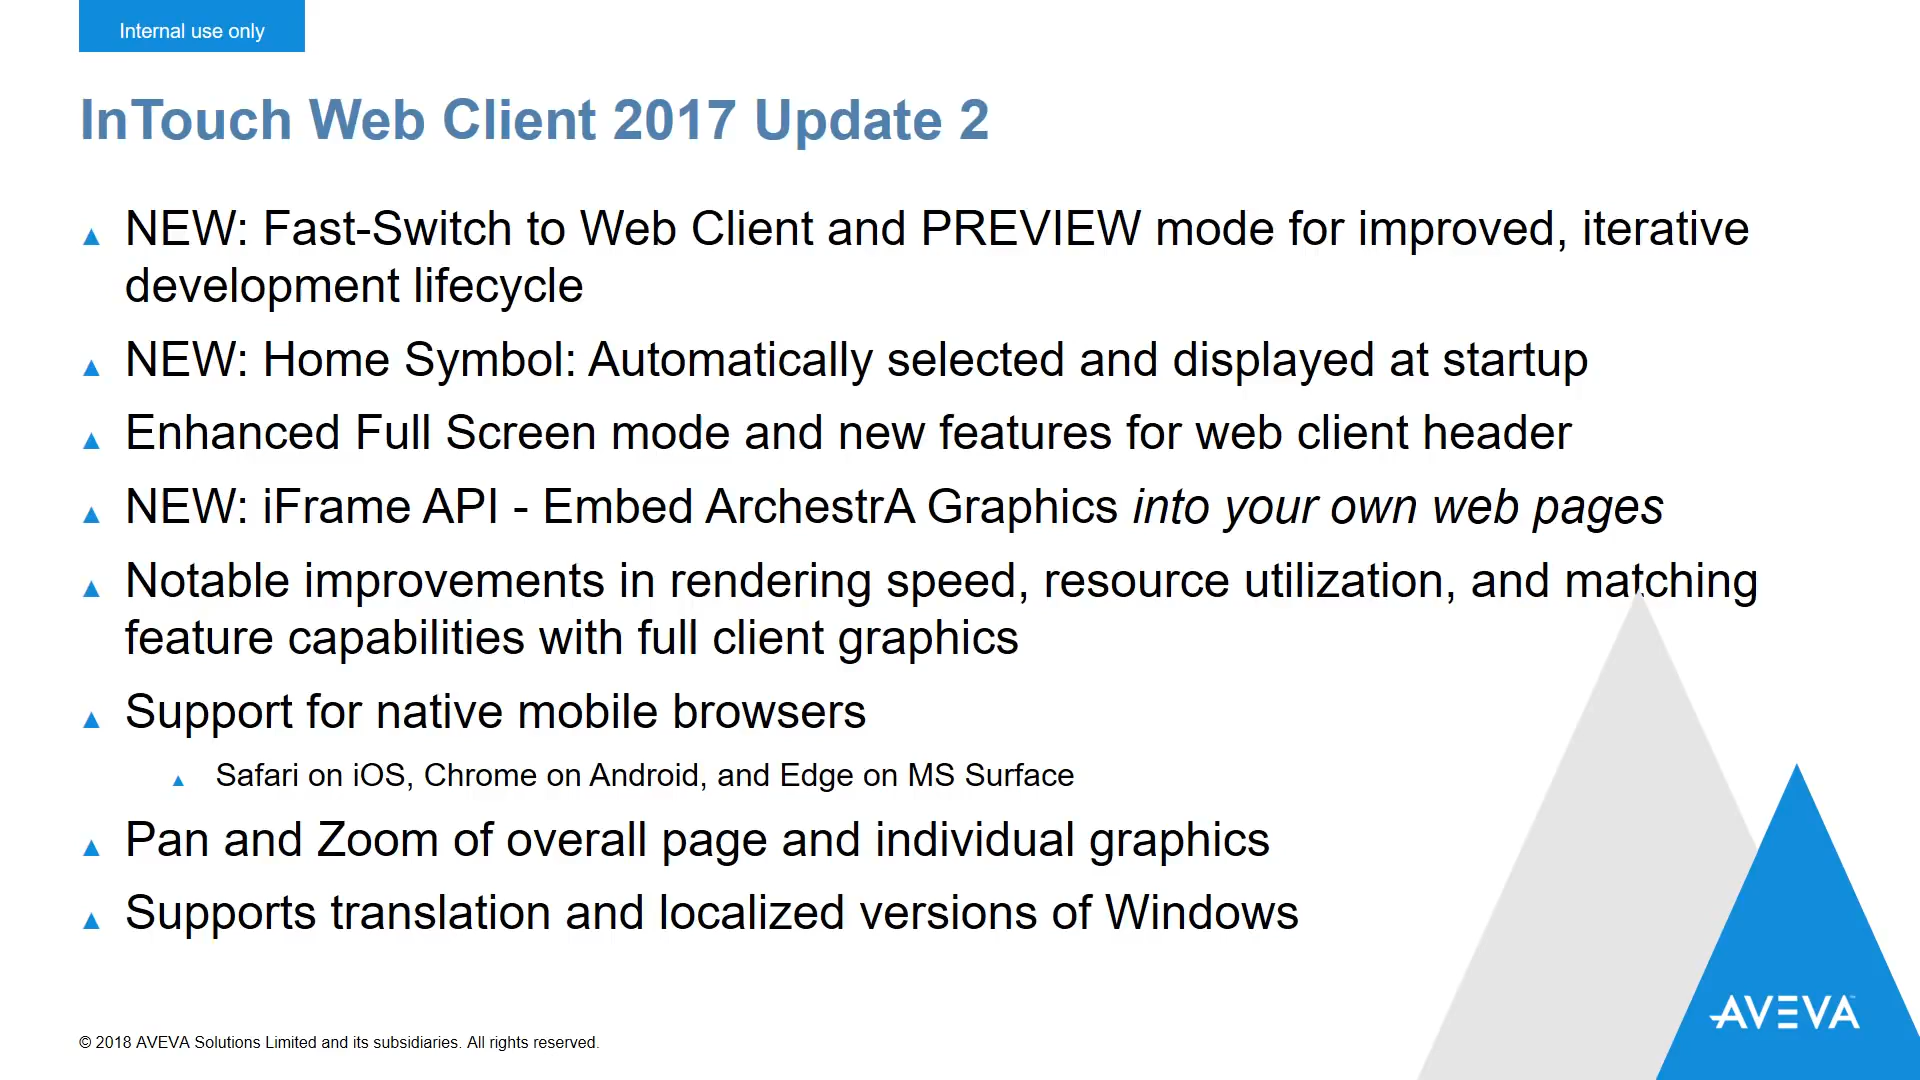 Internal use only
InTouch Web Client 2017 Update 2
NEW: Fast-Switch to Web Client and PREVIEW mode for improved, iterative
development lifecycle
NEW: Home Symbol: Automatically selected and displayed at startup
Enhanced Full Screen mode and new features for web client header
NEW: iFrame API - Embed ArchestrA Graphics into your own web pages
Notable improvements in rendering speed, resource utilization, and matching
feature capabilities with full client graphics
Support for native mobile browsers
Safari on iOS, Chrome on Android, and Edge on MS Surface
Pan and Zoom of overall page and individual graphics
Supports translation and localized versions of Windows
© 2018 AVEVA Solutions Limited and its subsidiaries. All rights reserved.
AVEVA